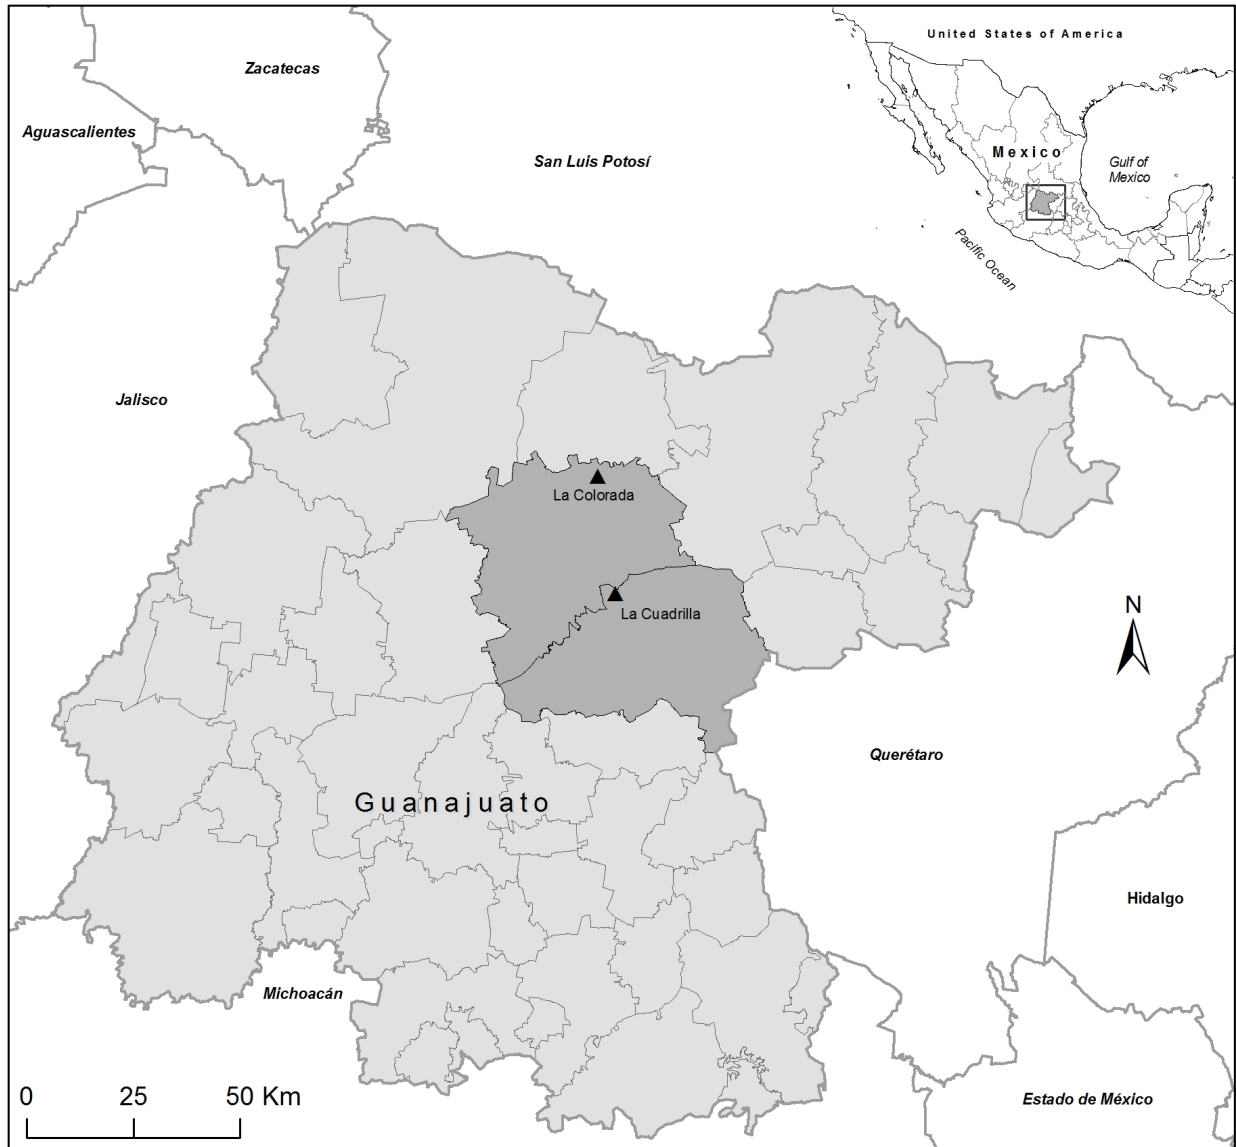 United States of America
Zacatecas
Aguascalientes
San Luis Potosí
Mexico
Gulf of
Mexico
Pacific Ocean
Jalisco
La Colorada
La Cuadrilla
N
Querétaro
Guanajuato
Hidalgo
Michoacán
0 25 50 Km
Estado de México